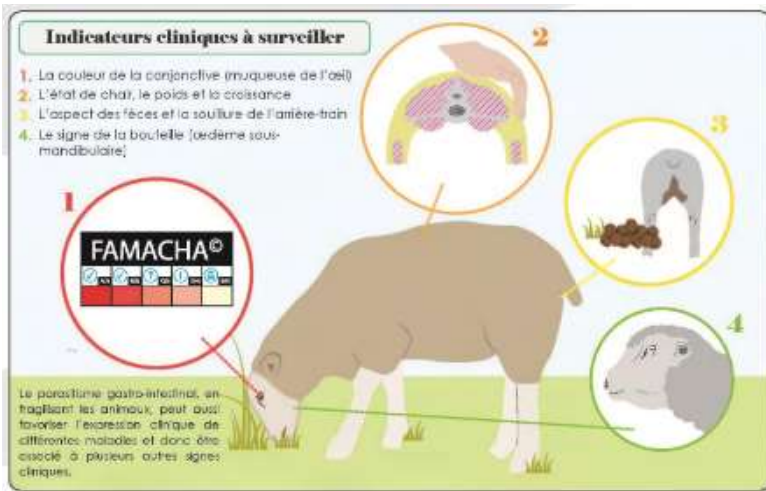 Indicateurs cliniques à surveiller
1. La couleur de la conjonctive (muqueuse de l'œil)
2. L'état de chair, le poids et la croissance
3. L'aspect des fèces et la souillure de l'arrière-train
4. Le signe de la bouteille (œdème sous-
mandibulaire)
1
2
3
4
FAMACHA©
Le parasitisme gastro-intestinal, en
fragilisant les animaux, peut aussi
favoriser l'expression clinique de
différentes maladies et donc être
associé à plusieurs autres signes
cliniques.